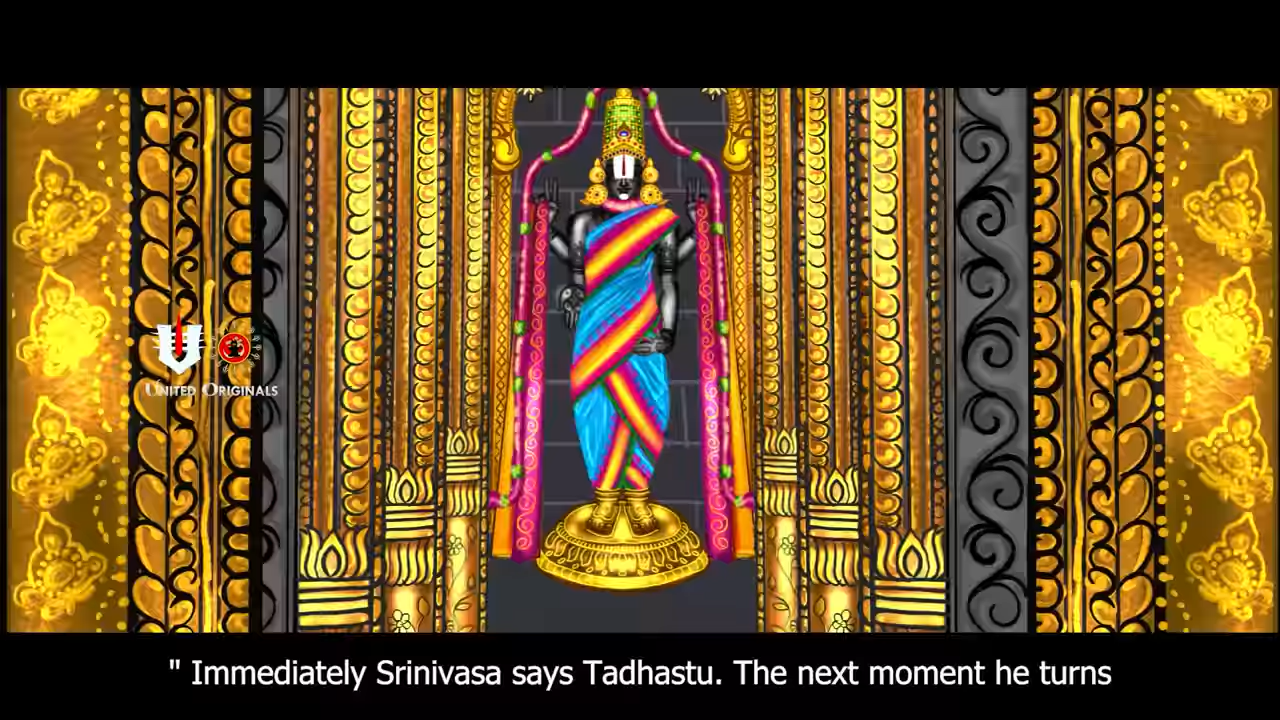 UNITED ORIGINALS
" Immediately Srinivasa says Tadhastu. The next moment he turns